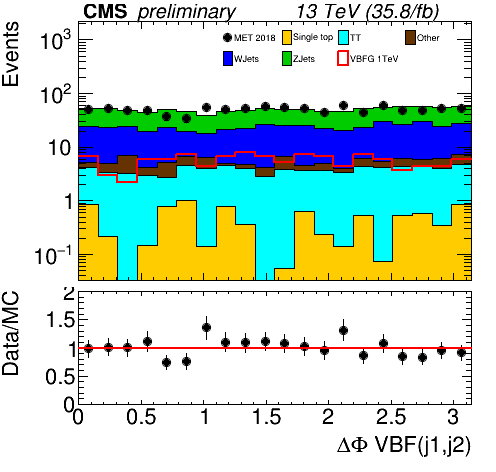 CMS preliminary 13 TeV (35.8/fb)
Events
10³
10²
10
1
10⁻¹
MET 2018 Single top TT Other
WJets ZJets VBFG 1TeV
Data/MC
2
1.5
1
0.5
0
0 0.5 1 1.5 2 2.5 3
ΔΦ VBF(j1,j2)